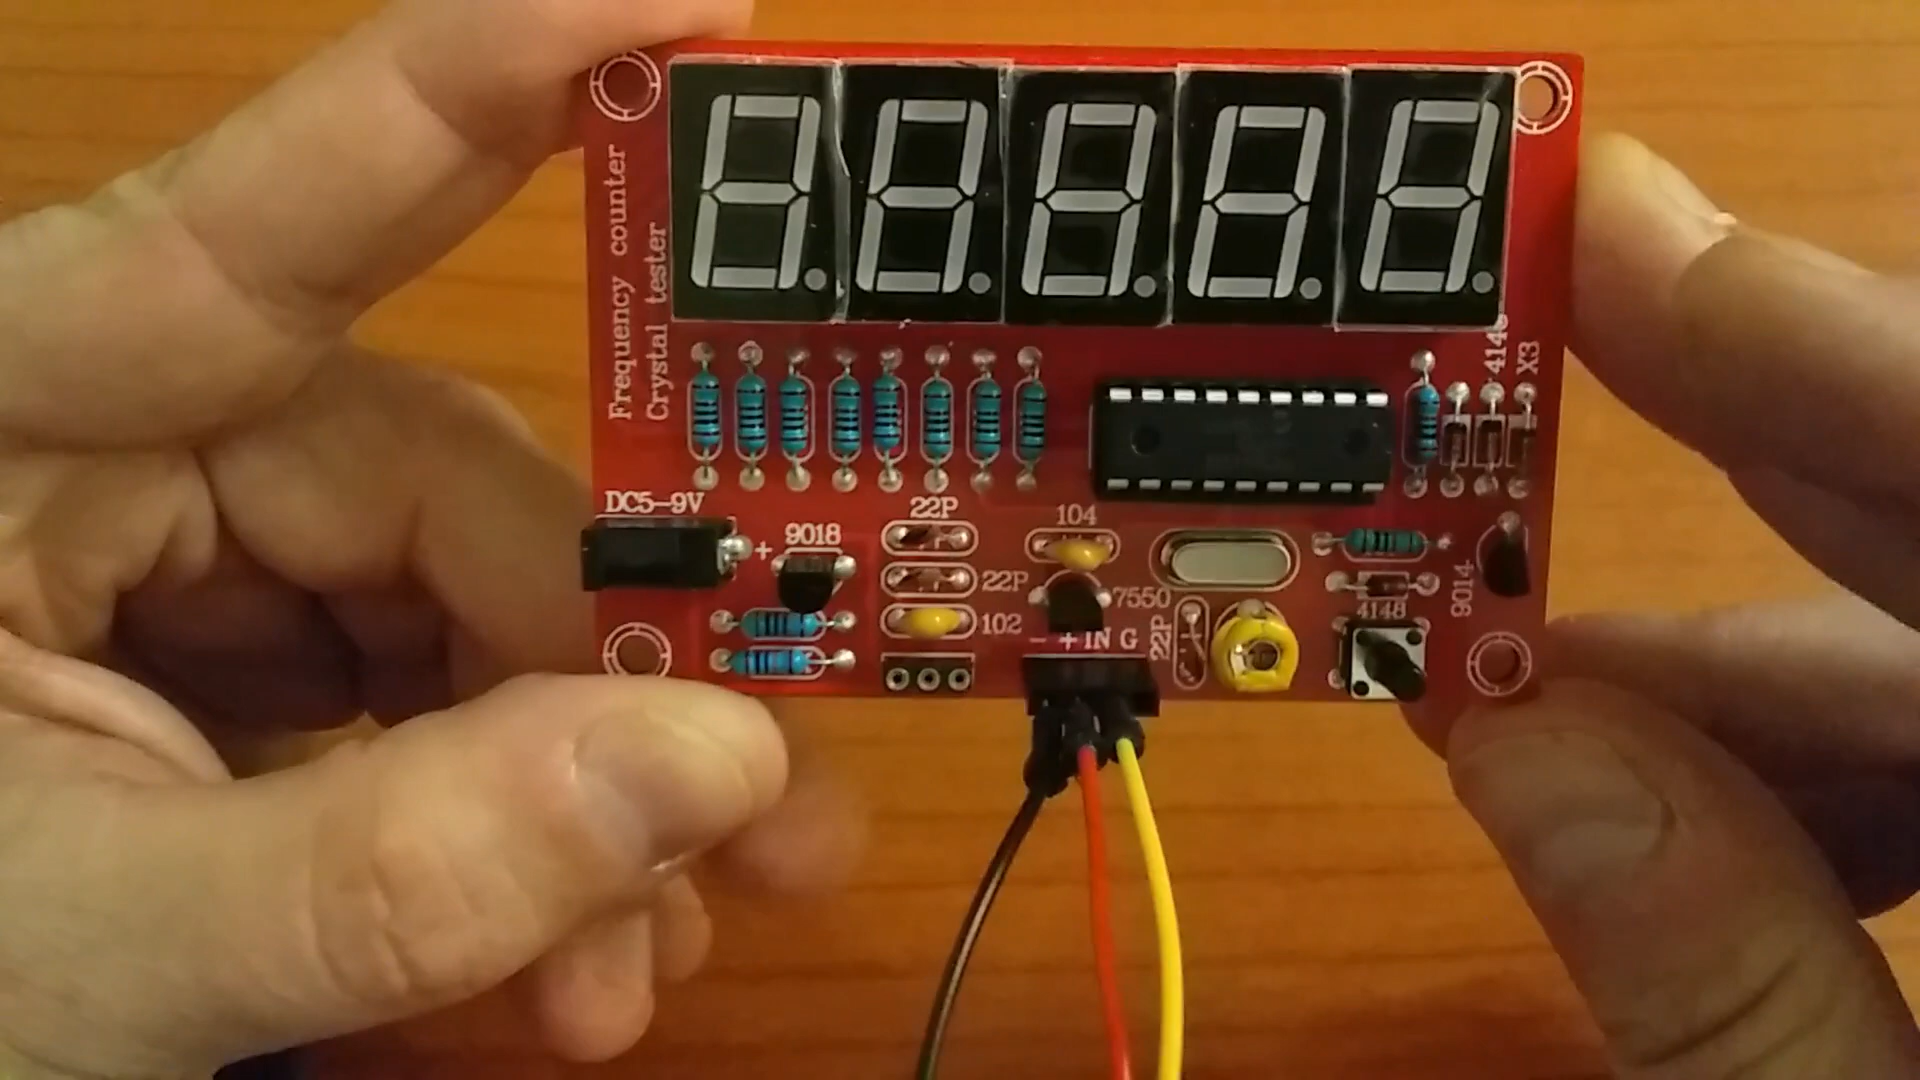 Frequency counter
Crystal tester
4148
X3
DC5-9V
+
9018
22P
22P
102
104
7550
- + IN G
22P
4148
9014